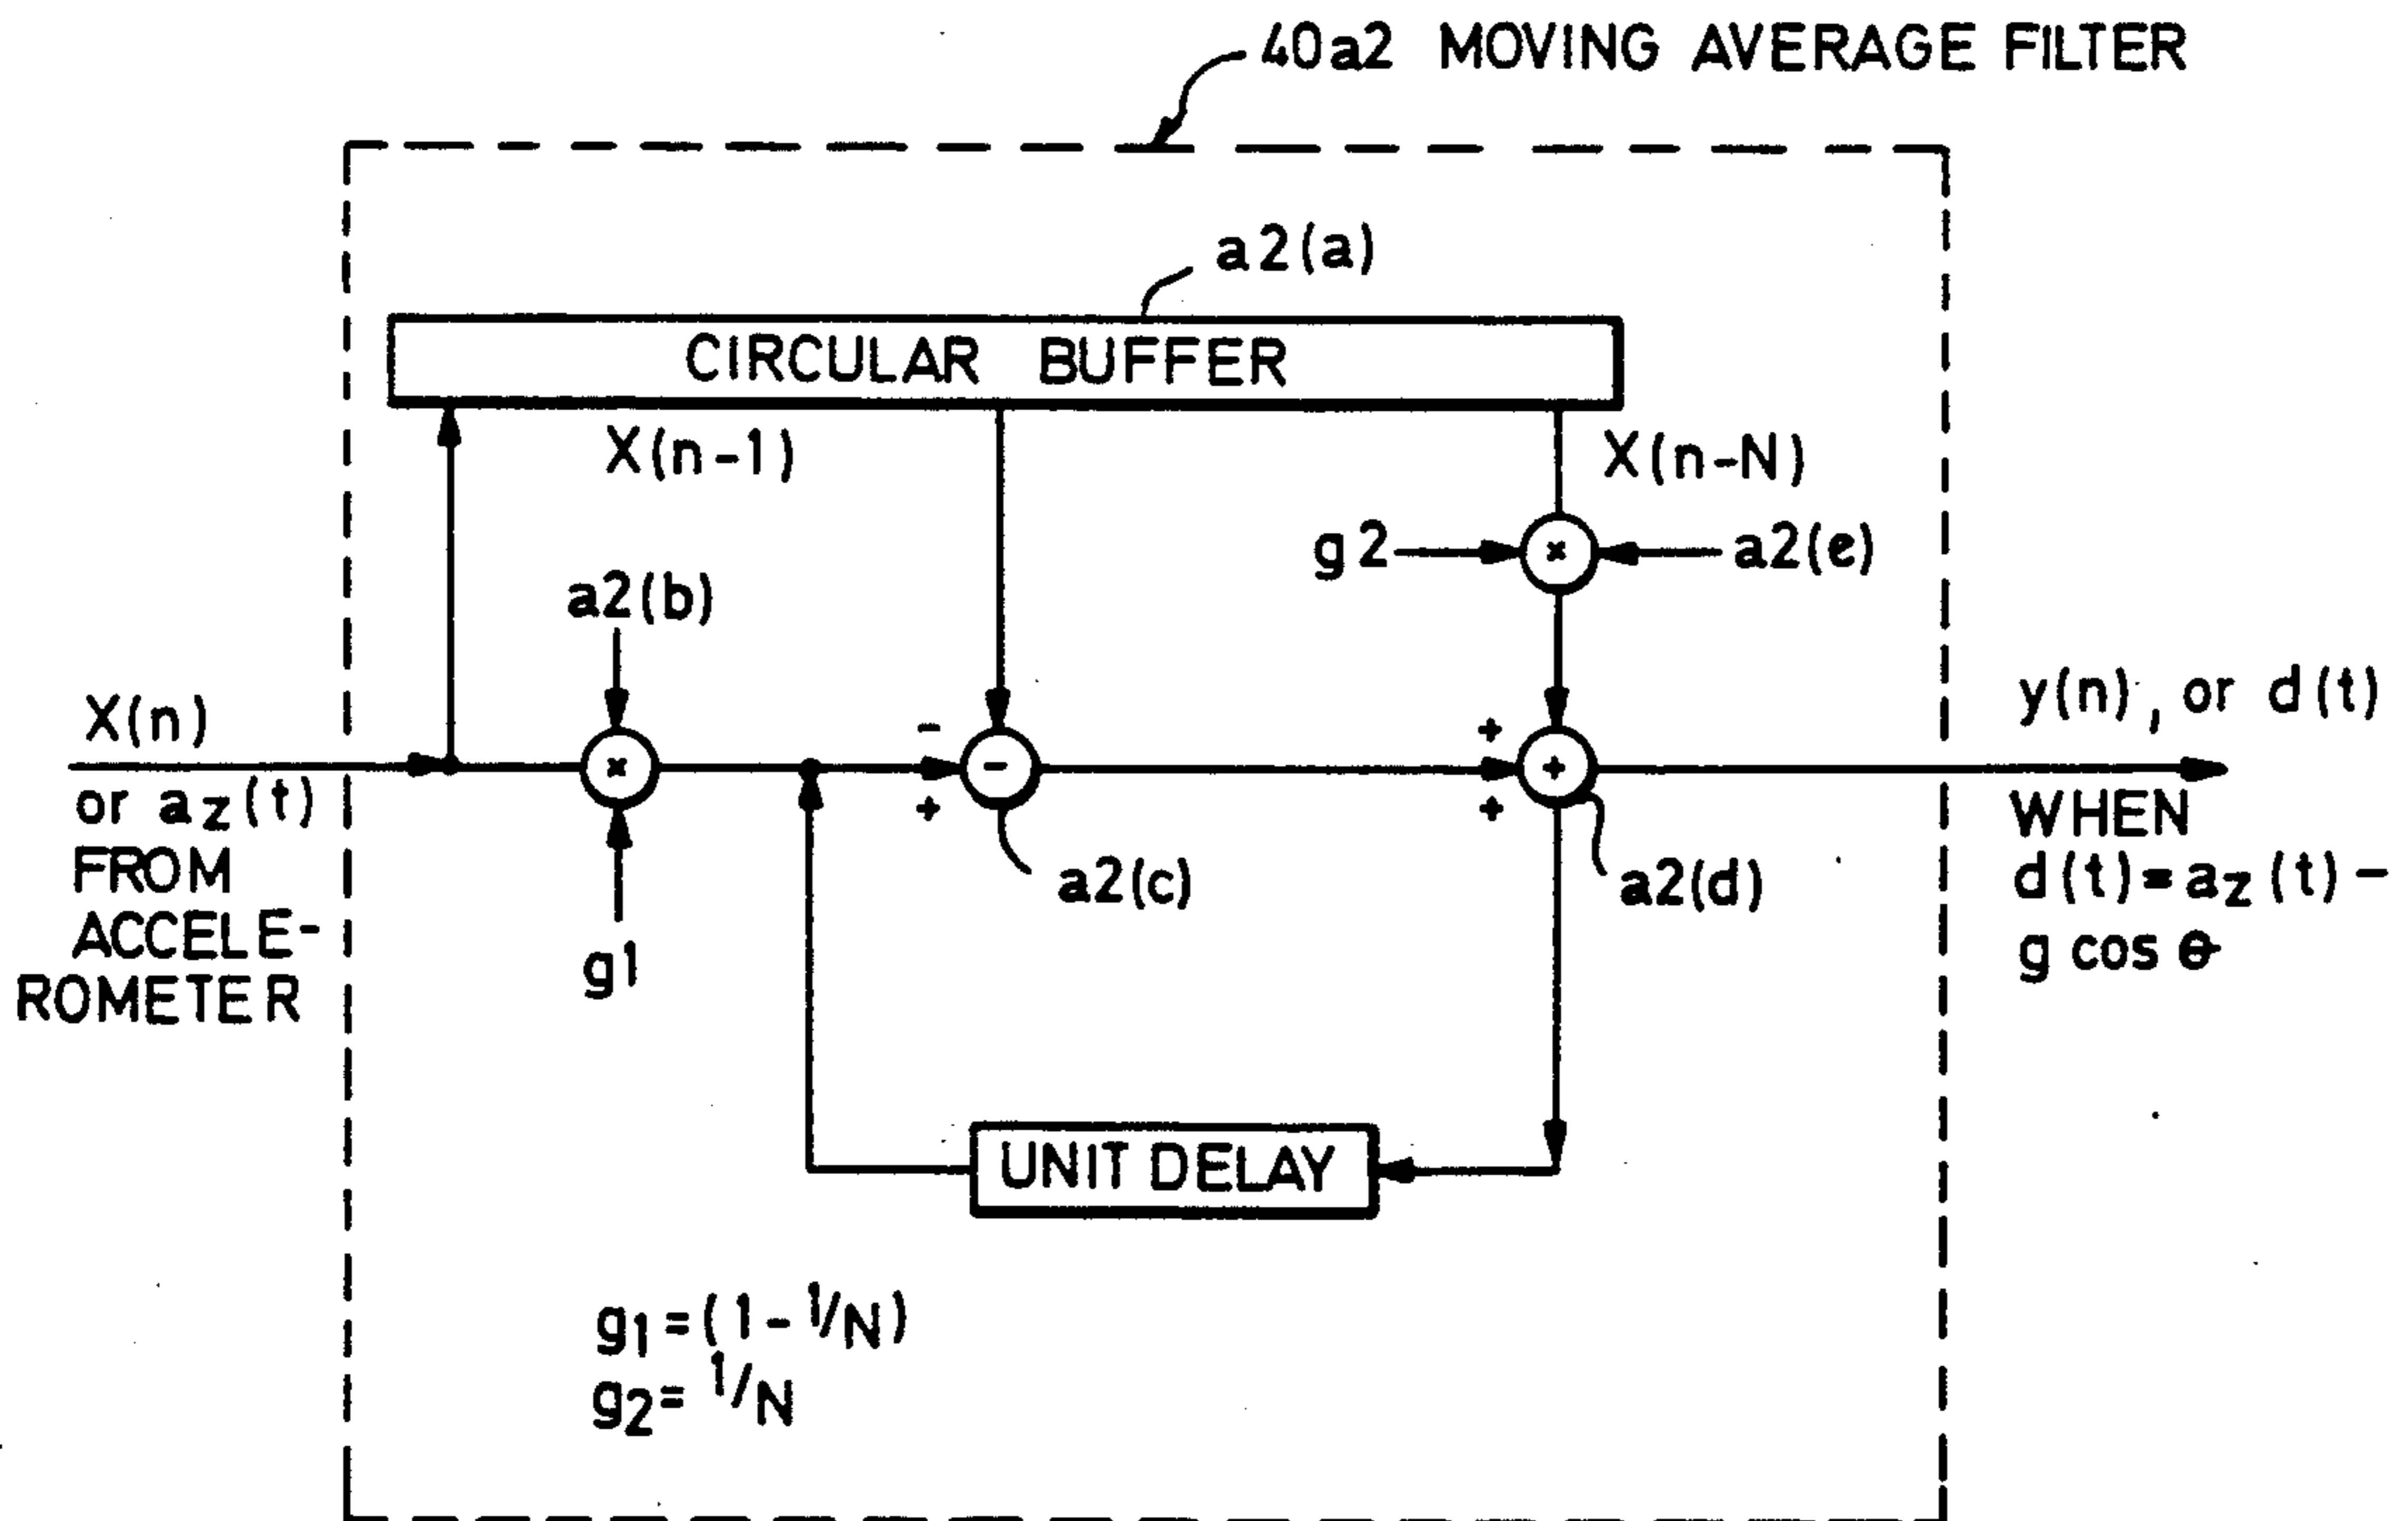 40a2 MOVING AVERAGE FILTER
a2(a)
CIRCULAR BUFFER
X(n-1)
X(n-N)
g2
×
a2(e)
a2(b)
X(n)
or az(t)
FROM
ACCELE-
ROMETER
×
g1
-
+
-
a2(c)
+
+
+
a2(d)
y(n), or d(t)
WHEN
d(t)=az(t)-
g cos θ
UNIT DELAY
g1=(1-1/N)
g2=1/N